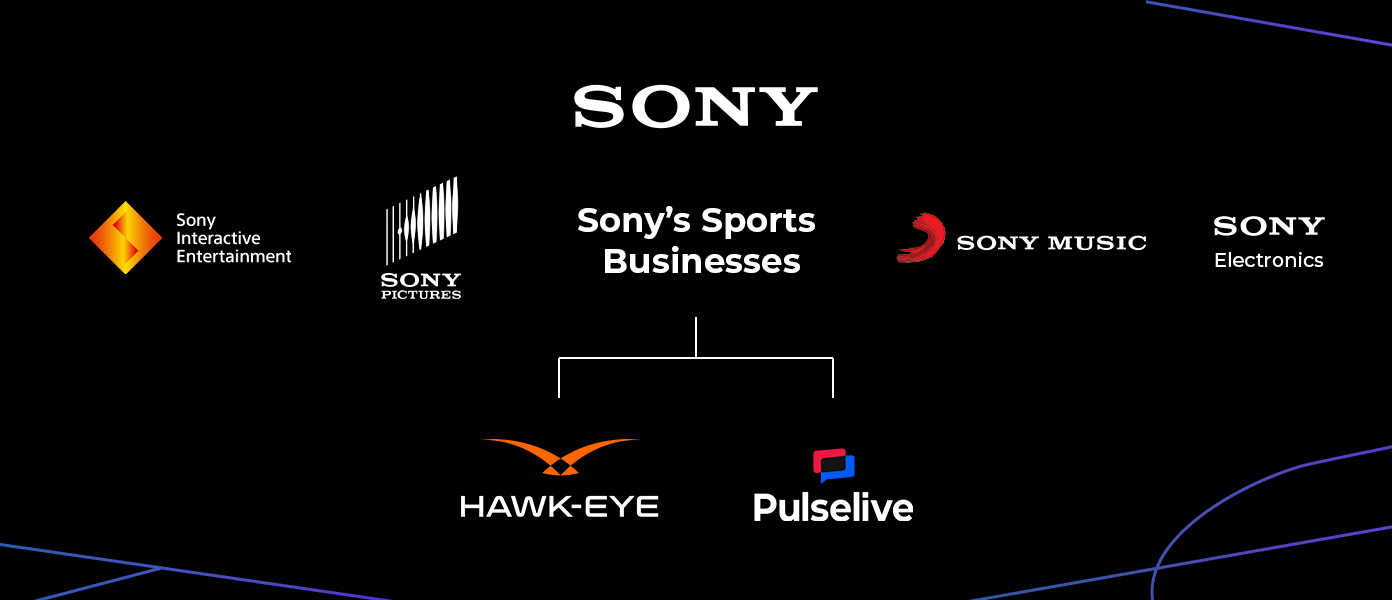 SONY
Sony
Interactive
Entertainment
SONY
PICTURES
Sony’s Sports
Businesses
SONY MUSIC
SONY
Electronics
HAWK-EYE
Pulselive